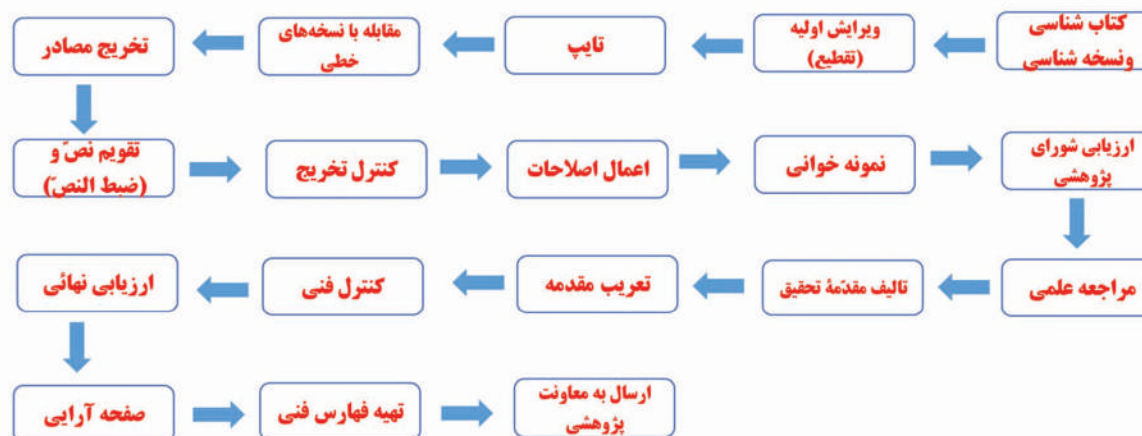 کتاب شناسی
ونسخه شناسی
ویرایش اولیه
(تقطیع)
تایپ
مقابله با نسخه‌های
خطی
تخریج مصادر
تقویم نصّ و
(ضبط النصّ)
کنترل تخریج
اعمال اصلاحات
نمونه خوانی
ارزیابی شورای
پژوهشی
مراجعه علمی
تالیف مقدّمهٔ تحقیق
تعریب مقدمه
کنترل فنی
ارزیابی نهائی
صفحه آرایی
تهیه فهارس فنی
ارسال به معاونت
پژوهشی